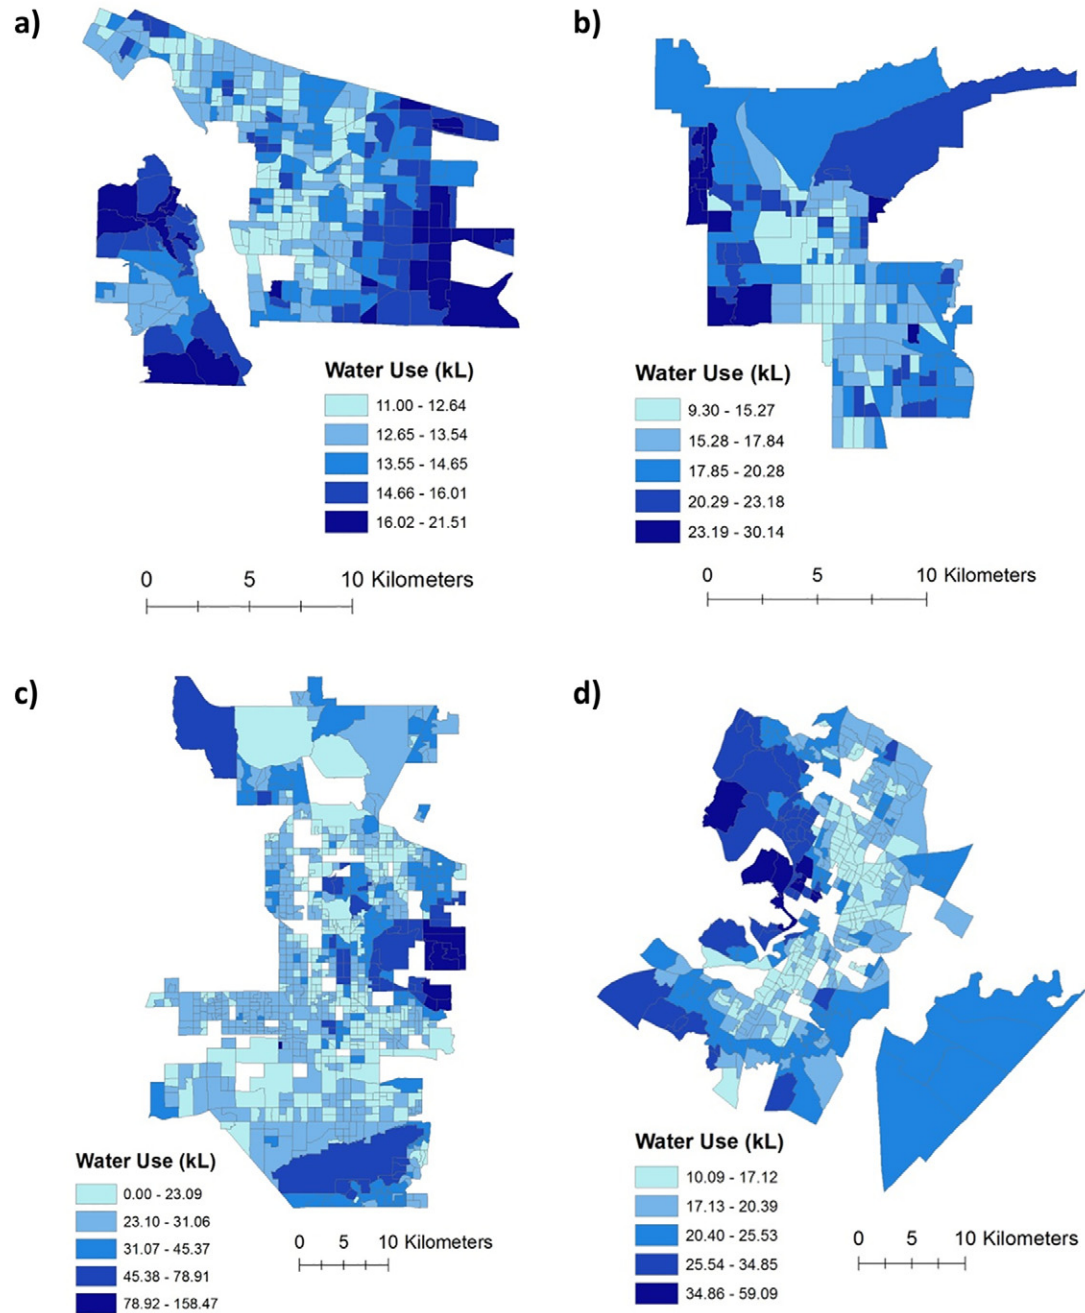 a)
Water Use (kL)
11.00 - 12.64
12.65 - 13.54
13.55 - 14.65
14.66 - 16.01
16.02 - 21.51
0 5 10 Kilometers
b)
Water Use (kL)
9.30 - 15.27
15.28 - 17.84
17.85 - 20.28
20.29 - 23.18
23.19 - 30.14
0 5 10 Kilometers
c)
Water Use (kL)
0.00 - 23.09
23.10 - 31.06
31.07 - 45.37
45.38 - 78.91
78.92 - 158.47
0 5 10 Kilometers
d)
Water Use (kL)
10.09 - 17.12
17.13 - 20.39
20.40 - 25.53
25.54 - 34.85
34.86 - 59.09
0 5 10 Kilometers